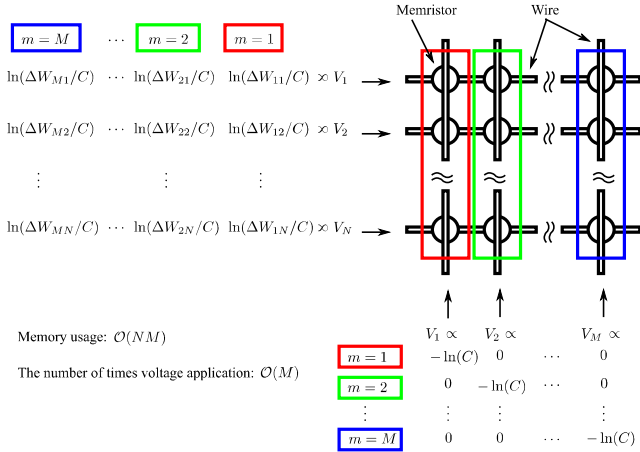 Memristor Wire
m = M ⋯ m = 2 m = 1
ln(ΔW_{M1}/C) ⋯ ln(ΔW_{21}/C) ln(ΔW_{11}/C) ∝ V_1
ln(ΔW_{M2}/C) ⋯ ln(ΔW_{22}/C) ln(ΔW_{12}/C) ∝ V_2
⋮ ⋮ ⋮
ln(ΔW_{MN}/C) ⋯ ln(ΔW_{2N}/C) ln(ΔW_{1N}/C) ∝ V_N
Memory usage: 𝒪(NM)
The number of times voltage application: 𝒪(M)
V_1 ∝ V_2 ∝ V_M ∝
m = 1 −ln(C) 0 ⋯ 0
m = 2 0 −ln(C) ⋯ 0
⋮ ⋮ ⋮ ⋮
m = M 0 0 ⋯ −ln(C)